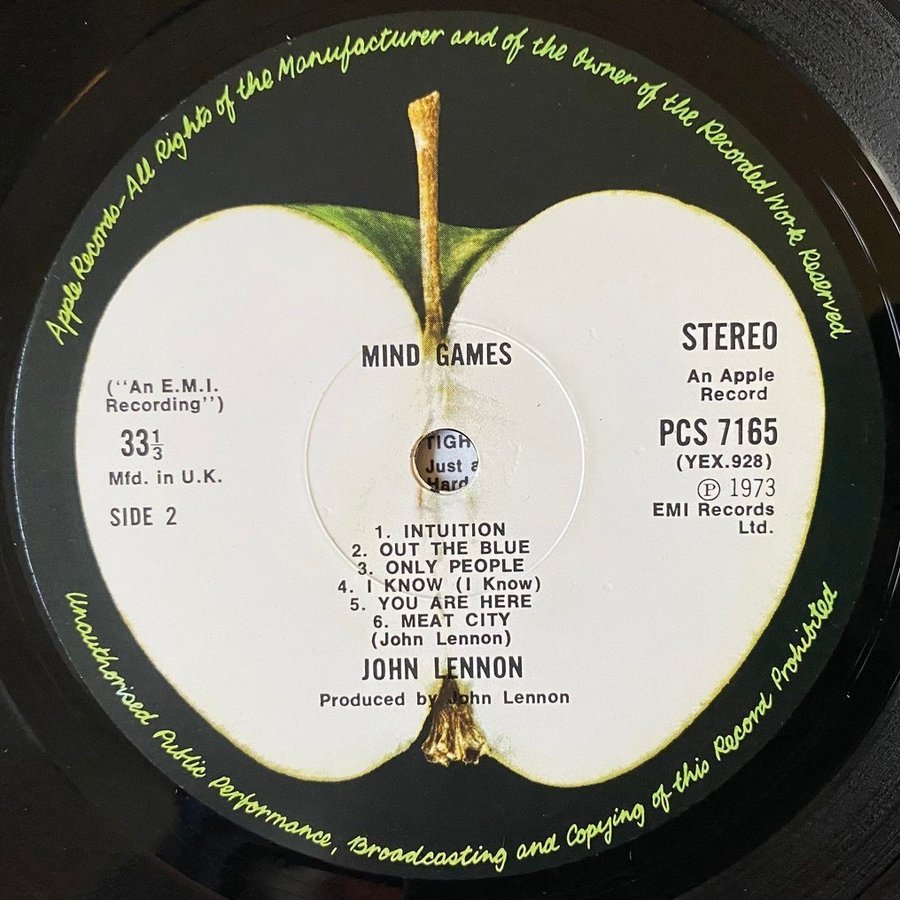 Apple Records-All Rights of the Manufacturer and of the Owner of the Recorded Work Reserved
MIND GAMES
("An E.M.I.
Recording")
33⅓
Mfd. in U.K.
SIDE 2
STEREO
An Apple
Record
PCS 7165
(YEX.928)
Ⓟ 1973
EMI Records
Ltd.
TIGH
Just a
Hard
1. INTUITION
2. OUT THE BLUE
3. ONLY PEOPLE
4. I KNOW (I Know)
5. YOU ARE HERE
6. MEAT CITY
(John Lennon)
JOHN LENNON
Produced by John Lennon
Unauthorised Public Performance, Broadcasting and Copying of this Record Prohibited